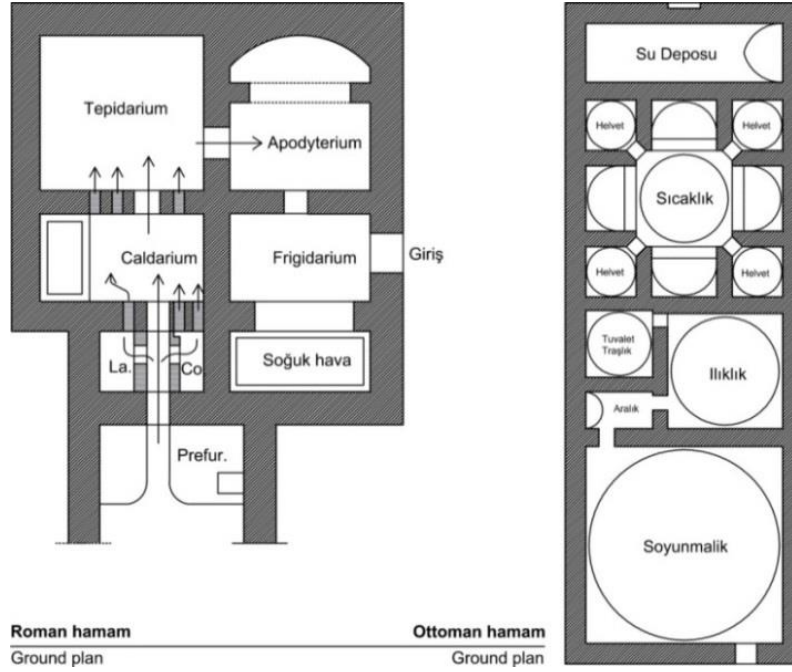 Tepidarium
Apodyterium
Caldarium
Frigidarium
Giriş
La.
Co
Soğuk hava
Prefur.
Roman hamam
Ground plan
Su Deposu
Helvet
Helvet
Sıcaklık
Helvet
Helvet
Tuvalet
Traşlık
Ilıklık
Aralık
Soyunmalik
Ottoman hamam
Ground plan